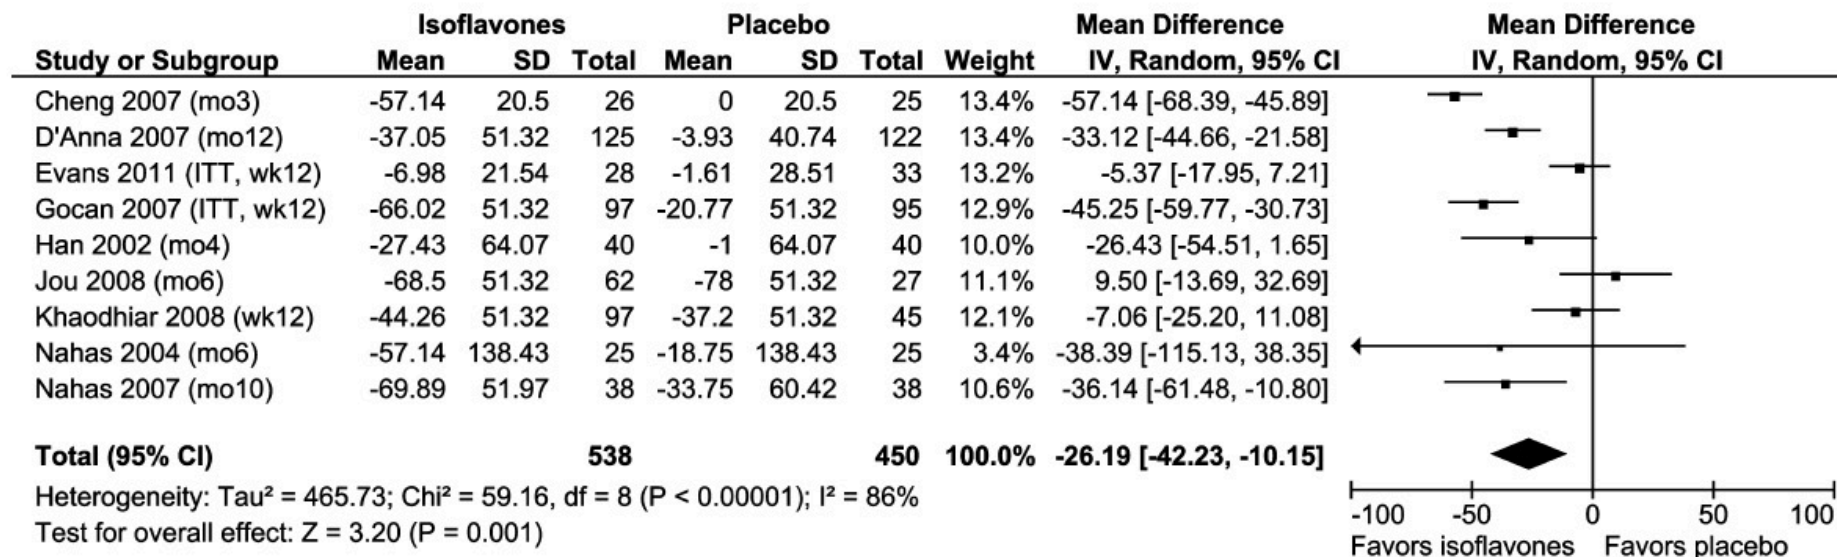 Isoflavones Placebo Mean Difference Mean Difference
Study or Subgroup Mean SD Total Mean SD Total Weight IV, Random, 95% CI IV, Random, 95% CI
Cheng 2007 (mo3) -57.14 20.5 26 0 20.5 25 13.4% -57.14 [-68.39, -45.89]
D'Anna 2007 (mo12) -37.05 51.32 125 -3.93 40.74 122 13.4% -33.12 [-44.66, -21.58]
Evans 2011 (ITT, wk12) -6.98 21.54 28 -1.61 28.51 33 13.2% -5.37 [-17.95, 7.21]
Gocan 2007 (ITT, wk12) -66.02 51.32 97 -20.77 51.32 95 12.9% -45.25 [-59.77, -30.73]
Han 2002 (mo4) -27.43 64.07 40 -1 64.07 40 10.0% -26.43 [-54.51, 1.65]
Jou 2008 (mo6) -68.5 51.32 62 -78 51.32 27 11.1% 9.50 [-13.69, 32.69]
Khaodhiar 2008 (wk12) -44.26 51.32 97 -37.2 51.32 45 12.1% -7.06 [-25.20, 11.08]
Nahas 2004 (mo6) -57.14 138.43 25 -18.75 138.43 25 3.4% -38.39 [-115.13, 38.35]
Nahas 2007 (mo10) -69.89 51.97 38 -33.75 60.42 38 10.6% -36.14 [-61.48, -10.80]
Total (95% CI) 538 450 100.0% -26.19 [-42.23, -10.15]
Heterogeneity: Tau² = 465.73; Chi² = 59.16, df = 8 (P < 0.00001); I² = 86%
Test for overall effect: Z = 3.20 (P = 0.001)
-100 -50 0 50 100
Favors isoflavones Favors placebo